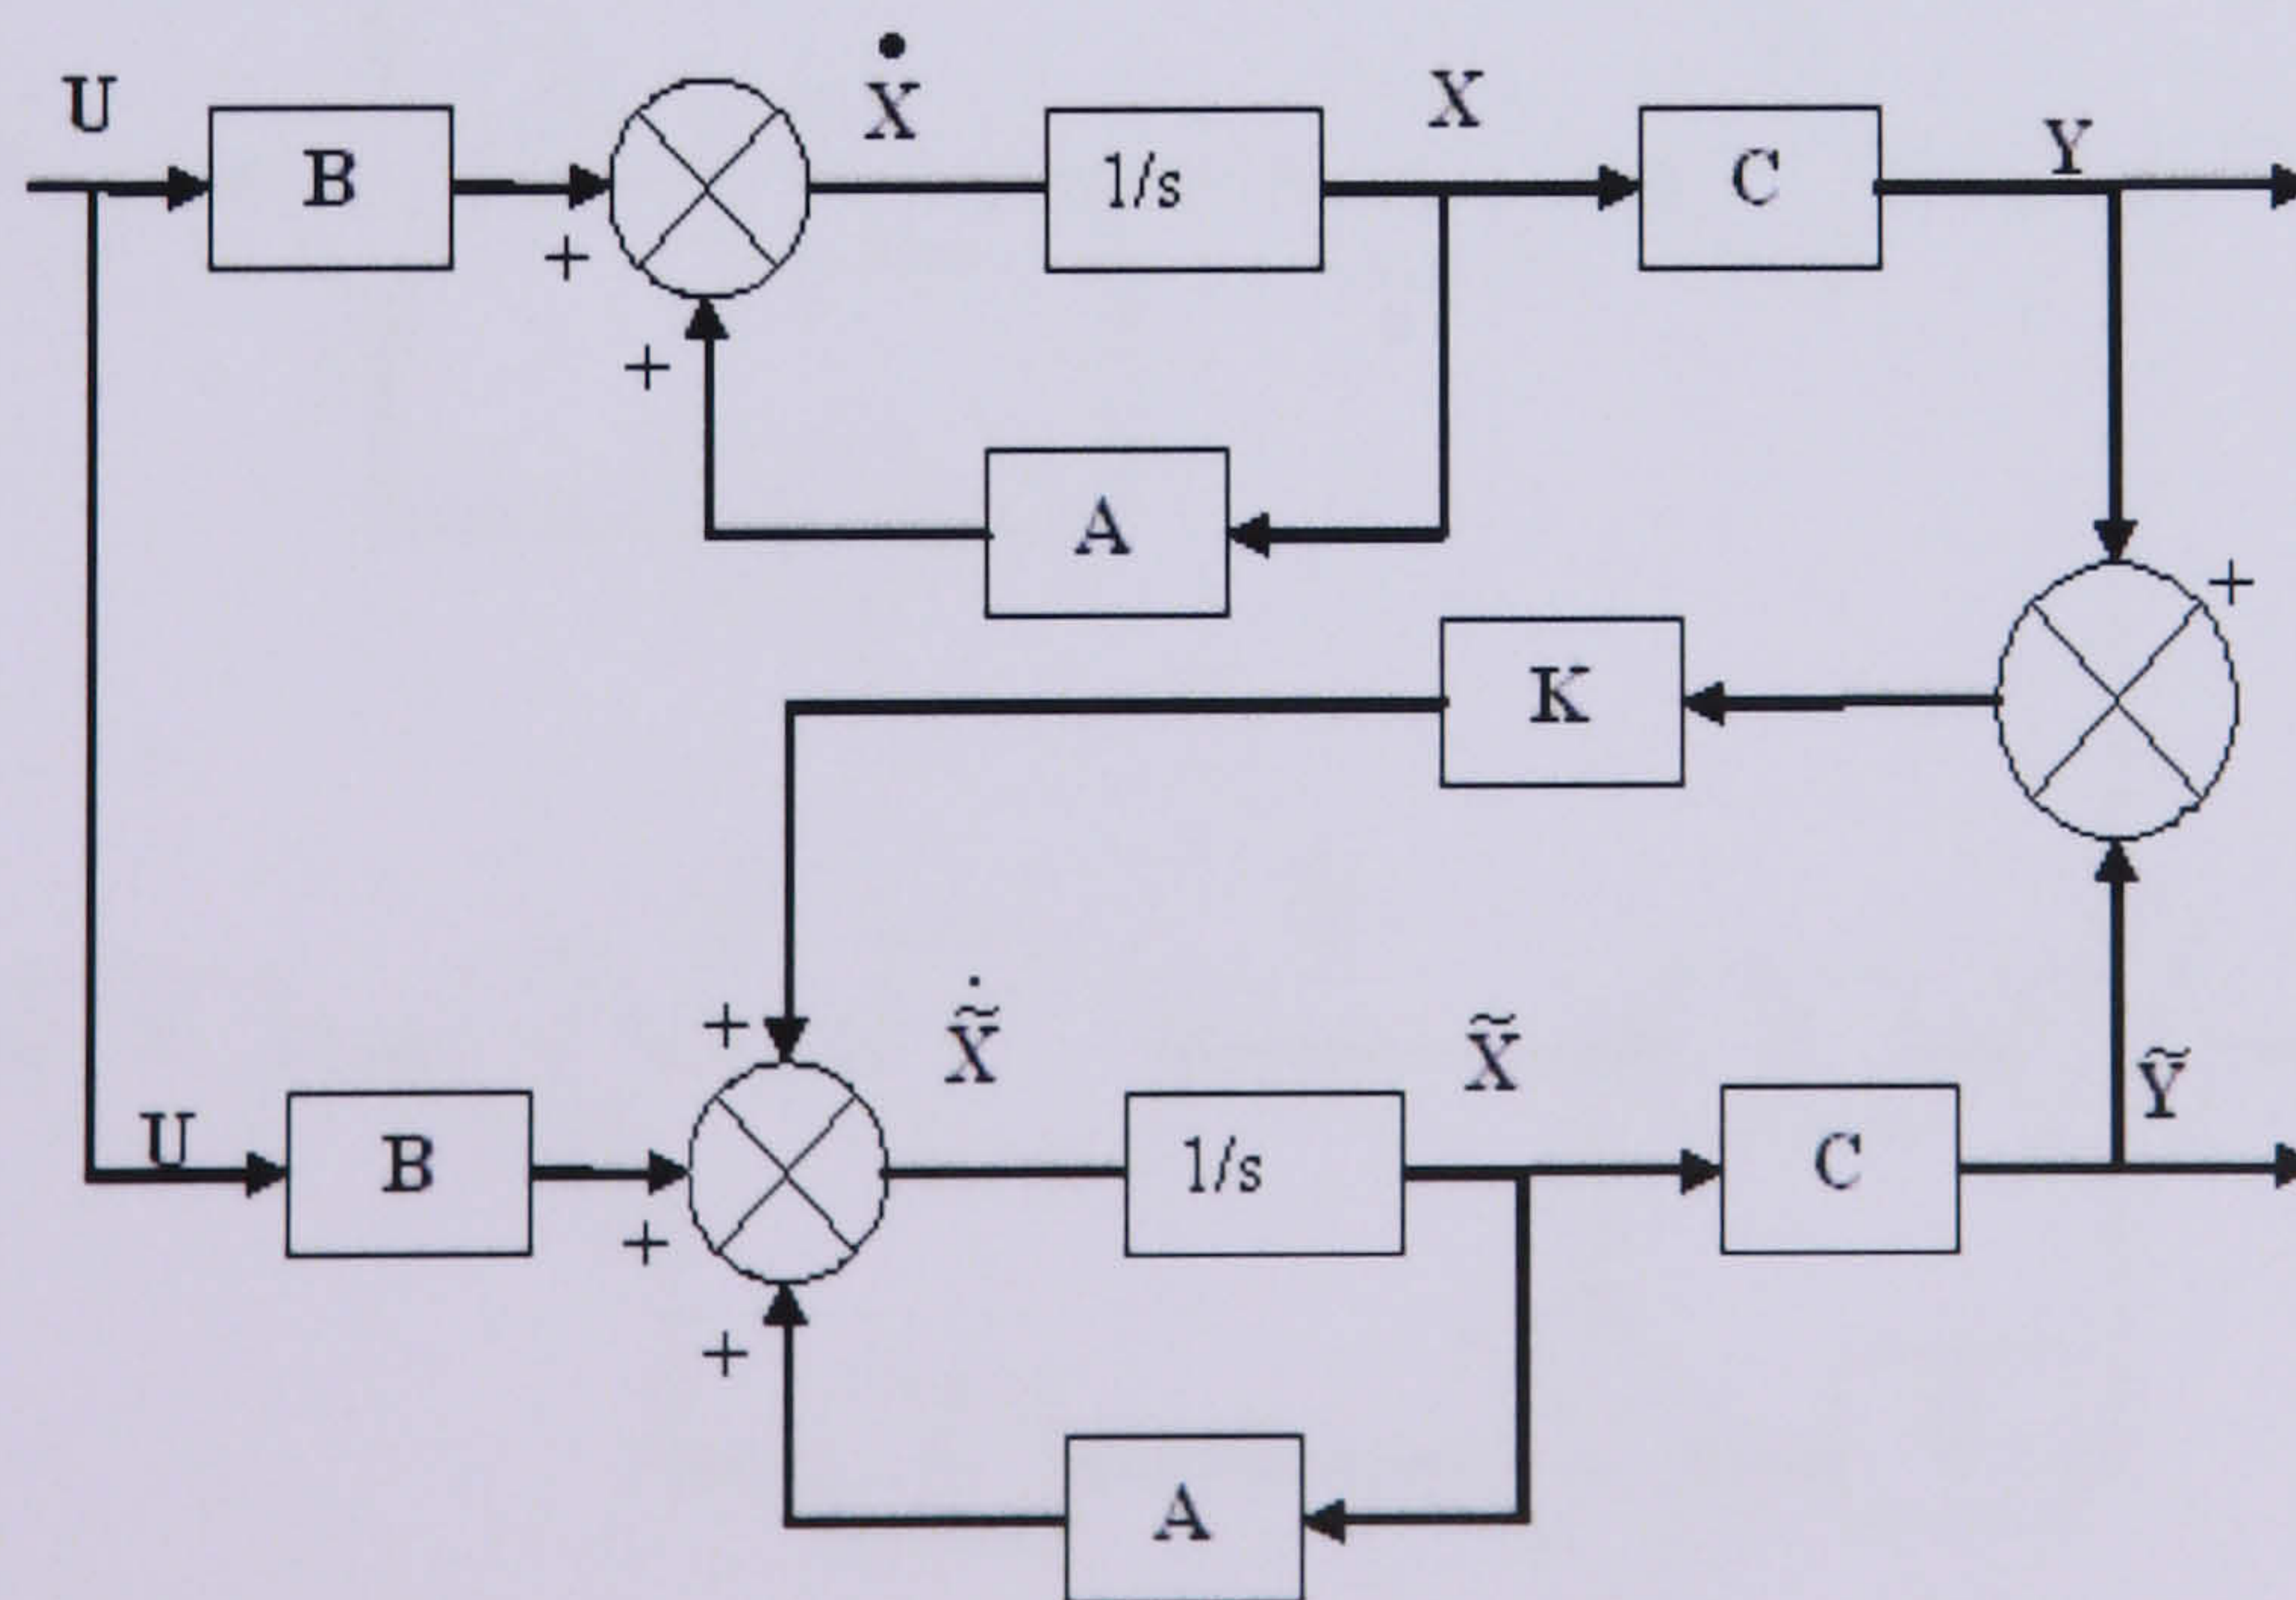 U
B
+
+
Ẋ
1/s
X
C
Y
A
+
K
U
B
+
+
+
X̃̇
1/s
X̃
C
Ỹ
A